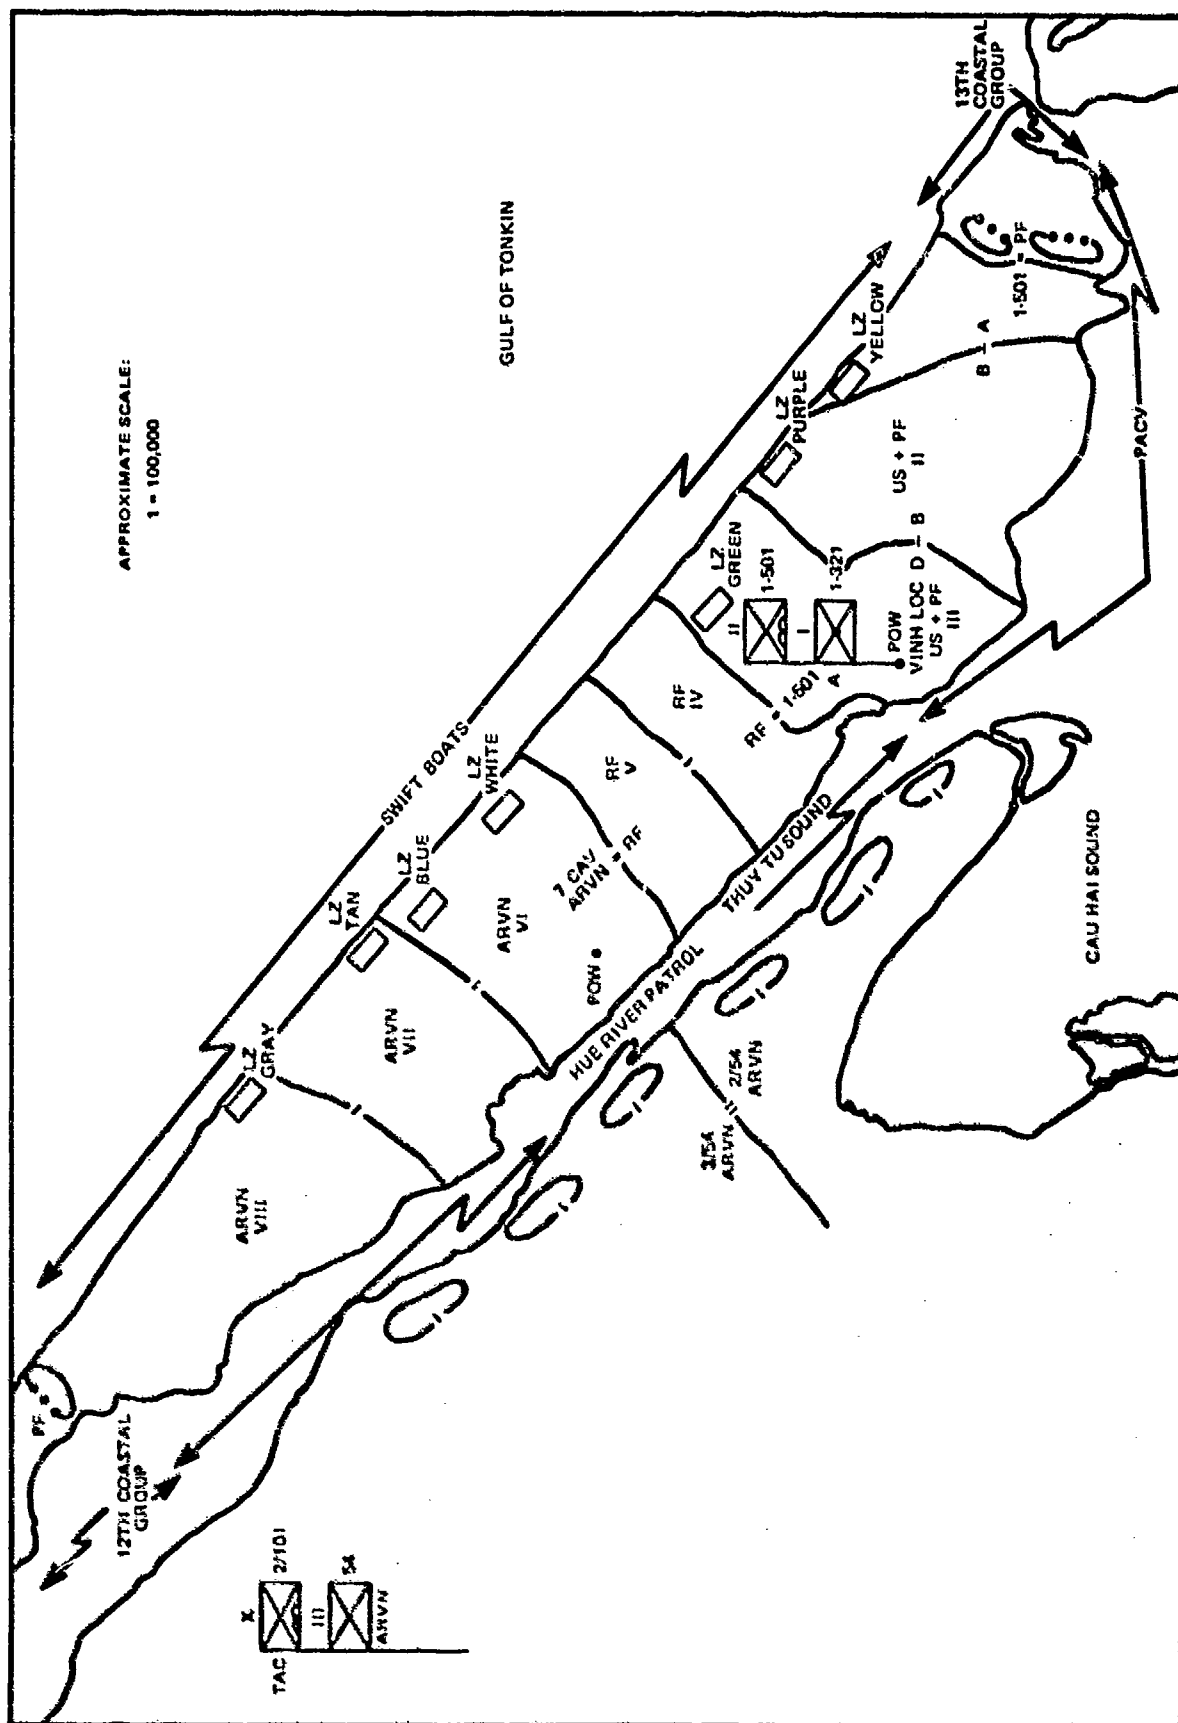 APPROXIMATE SCALE:
1 = 100,000
GULF OF TONKIN
PF
12TH COASTAL
GROUP
X
TAC
2/101
III
54
ARVN
SWIFT BOATS
LZ
GRAY
LZ
TAN
LZ
BLUE
LZ
WHITE
LZ
GREEN
LZ
PURPLE
LZ
YELLOW
13TH
COASTAL
GROUP
ARVN
VIII
I
ARVN
VII
I
ARVN
VI
POW
7 CAV
ARVN
RF
RF
V
I
RF
IV
RF
1-501
A
II
1-501
I
1-321
POW
VINH LOC
US + PF
III
D
B
US + PF
II
B
A
1-501
PF
HUE RIVER PATROL
THUY TU SOUND
PACV
I
I
I
I
I
I
II
ARVN
2/54
ARVN
CAU HAI SOUND